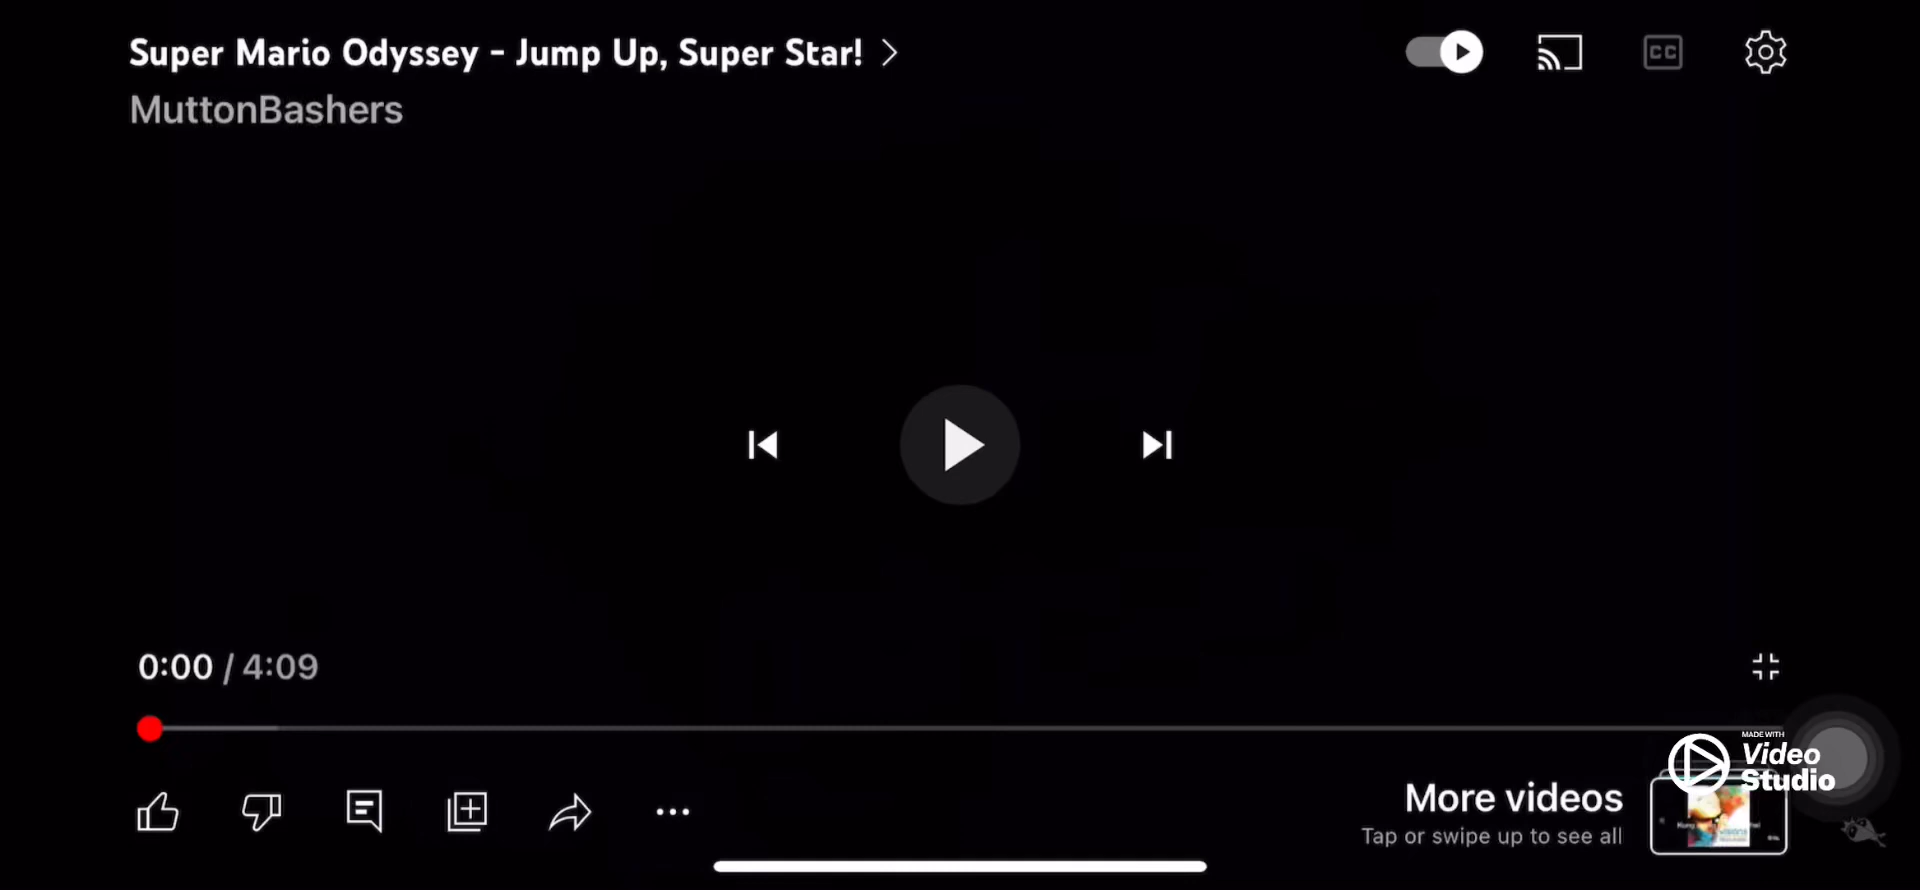 Super Mario Odyssey - Jump Up, Super Star!
MuttonBashers
CC
0:00 / 4:09
MADE WITH
Video
Studio
More videos
Tap or swipe up to see all